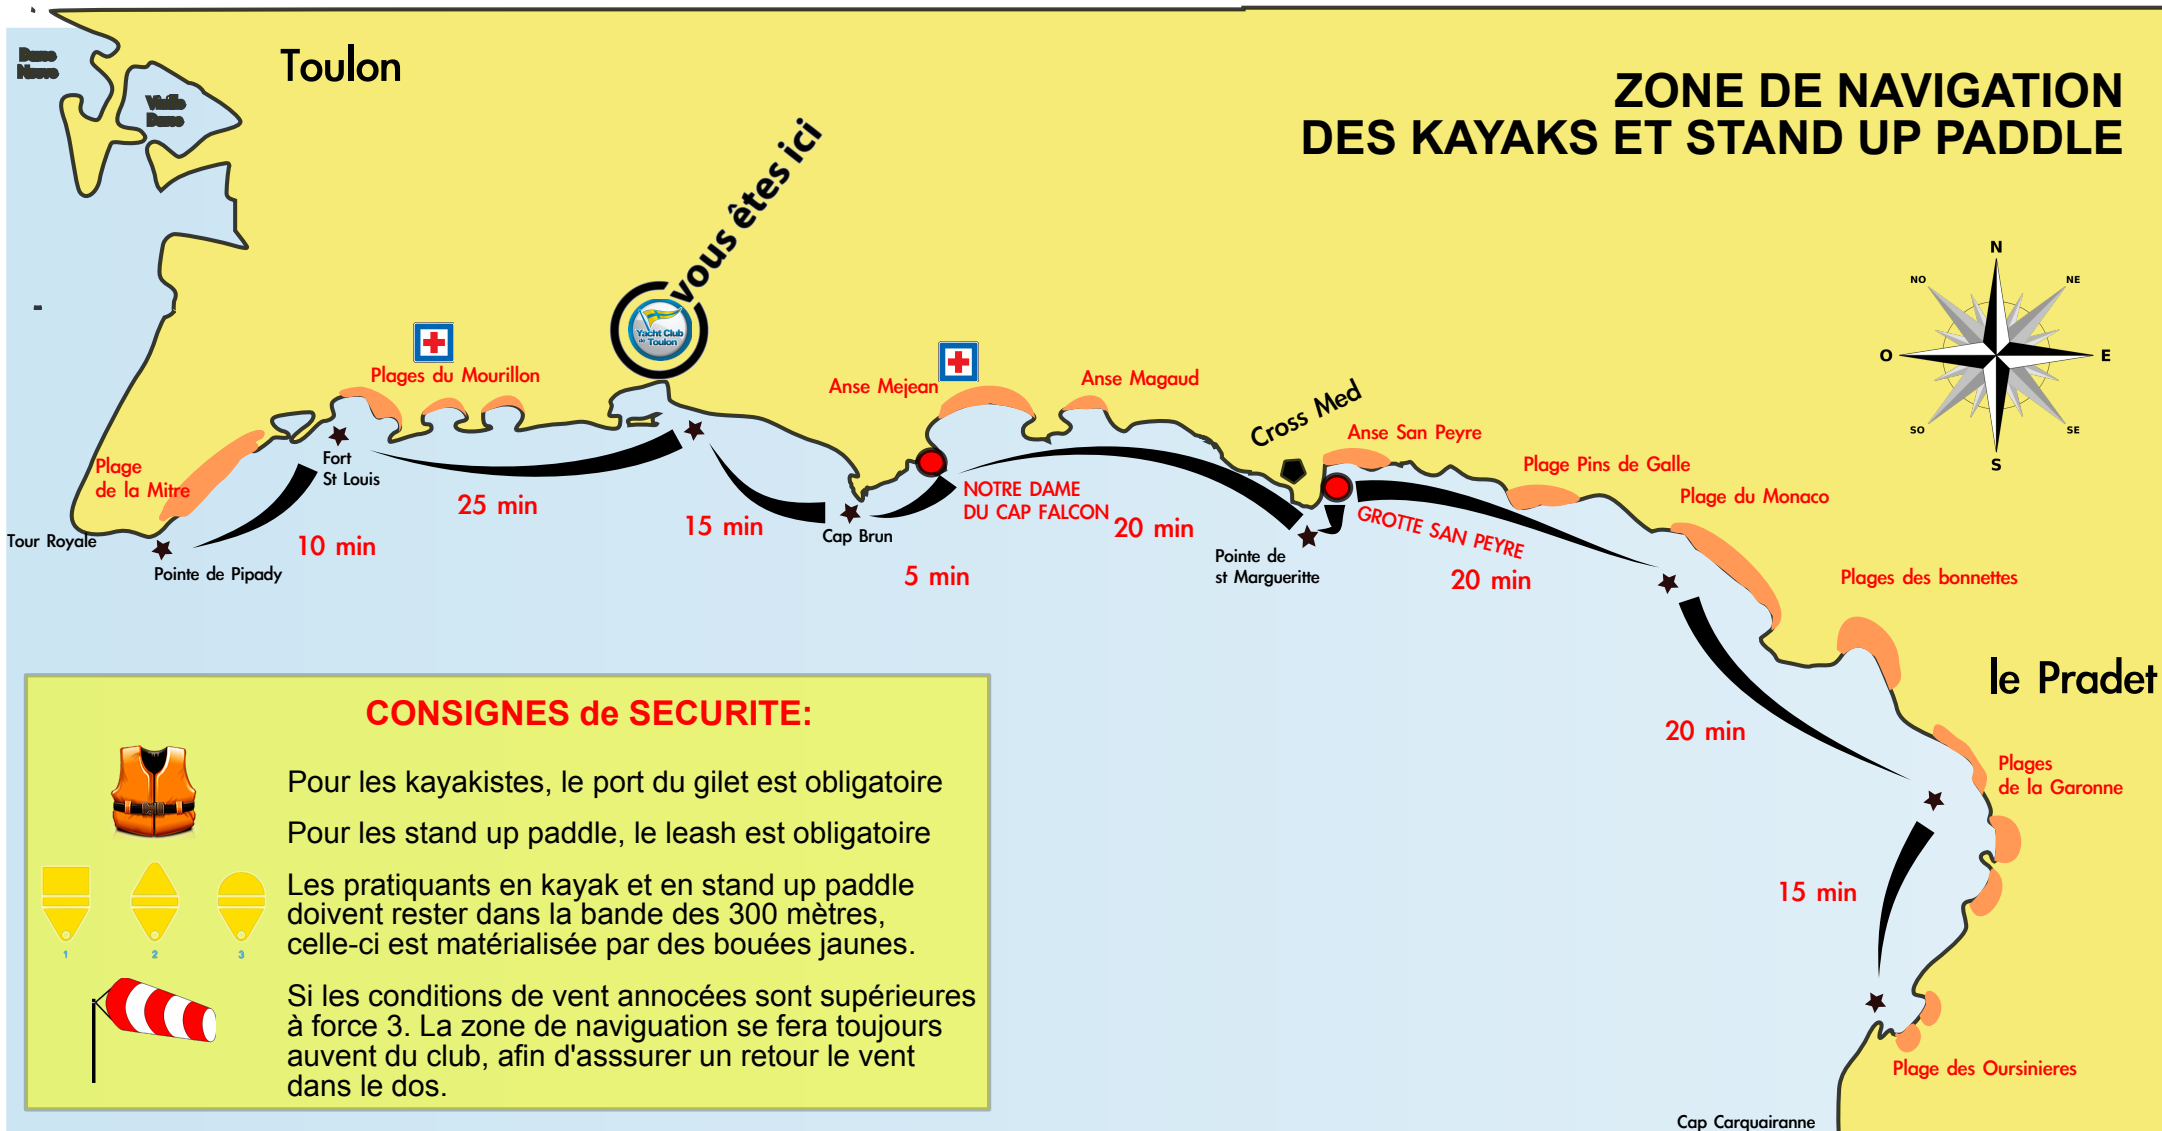 Darse
Neuve
Vieille
Darse
Toulon
ZONE DE NAVIGATION
DES KAYAKS ET STAND UP PADDLE
vous êtes ici
Yacht Club
de Toulon
N
NO
NE
O
E
SO
SE
S
Plages du Mourillon
Anse Mejean
Anse Magaud
Cross Med
Anse San Peyre
Plage Pins de Galle
Plage du Monaco
Plages des bonnettes
le Pradet
Plage
de la Mitre
Fort
St Louis
Tour Royale
Pointe de Pipady
10 min
25 min
15 min
Cap Brun
5 min
NOTRE DAME
DU CAP FALCON
20 min
Pointe de
st Margueritte
GROTTE SAN PEYRE
20 min
20 min
Plages
de la Garonne
15 min
Plage des Oursinieres
Cap Carquairanne
CONSIGNES de SECURITE:
Pour les kayakistes, le port du gilet est obligatoire
Pour les stand up paddle, le leash est obligatoire
Les pratiquants en kayak et en stand up paddle
doivent rester dans la bande des 300 mètres,
celle-ci est matérialisée par des bouées jaunes.
1
2
3
Si les conditions de vent annocées sont supérieures
à force 3. La zone de naviguation se fera toujours
auvent du club, afin d'asssurer un retour le vent
dans le dos.